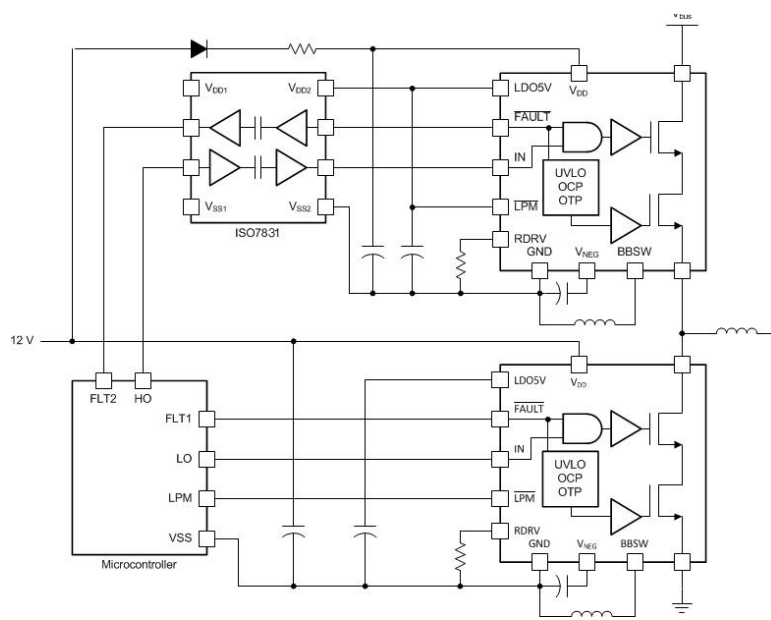 Vbus
VDD1 VDD2
VSS1 VSS2
ISO7831
LDO5V VDD
FAULT
IN
UVLO
OCP
OTP
LPM
RDRV
GND VNEG BBSW
12 V
FLT2 HO
FLT1
LO
LPM
VSS
Microcontroller
LDO5V VDD
FAULT
IN
UVLO
OCP
OTP
LPM
RDRV
GND VNEG BBSW